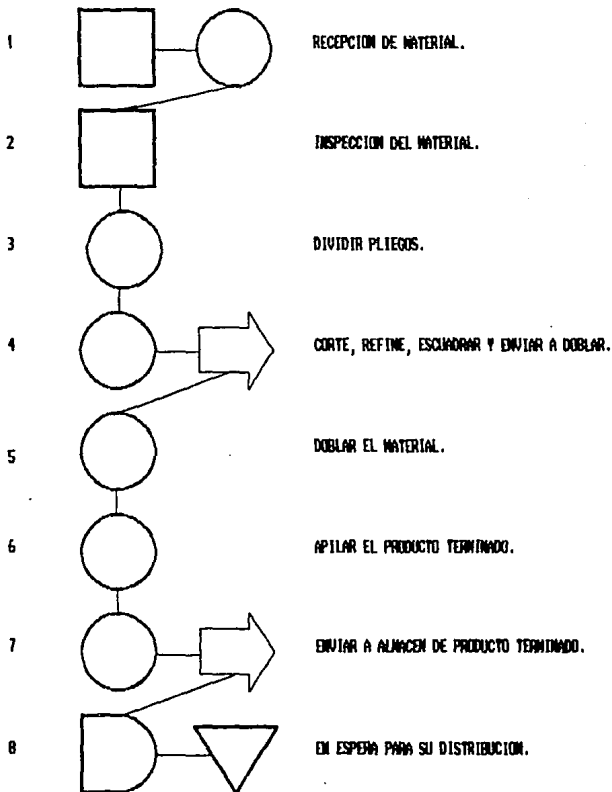 1 RECEPCION DE MATERIAL.
2 INSPECCION DEL MATERIAL.
3 DIVIDIR PLIEGOS.
4 CORTE, REFINE, ESCUADRAR Y ENVIAR A DOBLAR.
5 DOBLAR EL MATERIAL.
6 APILAR EL PRODUCTO TERMINADO.
7 ENVIAR A ALMACEN DE PRODUCTO TERMINADO.
8 EN ESPERA PARA SU DISTRIBUCION.